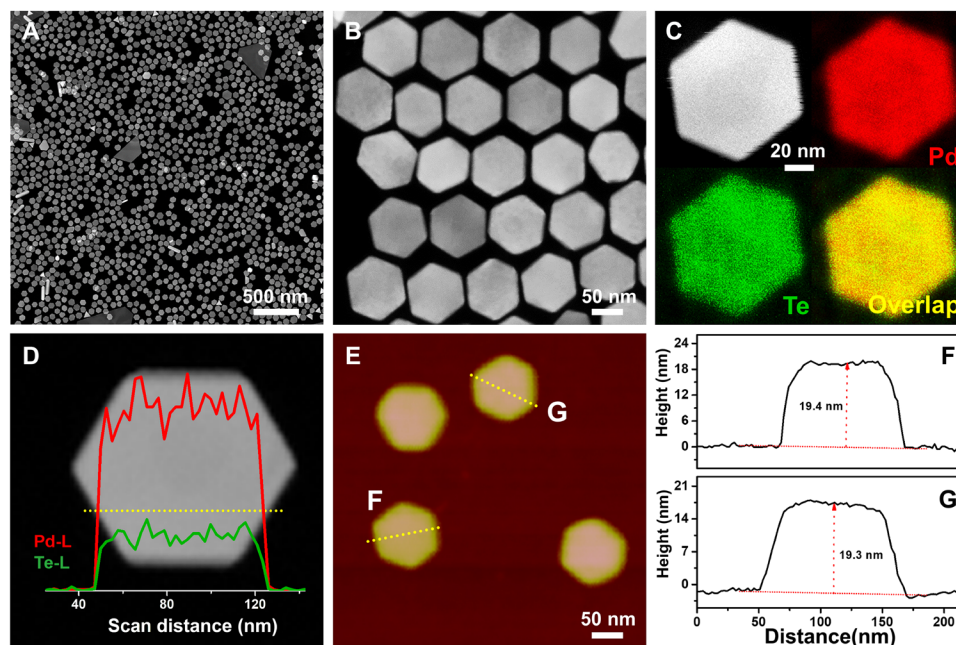 A
500 nm
B
50 nm
C
20 nm
Pd
Te
Overlap
D
Pd-L
Te-L
40 80 120
Scan distance (nm)
E
G
F
50 nm
F
Height (nm)
24
18
12
6
0
19.4 nm
G
Height (nm)
21
14
7
0
19.3 nm
0 50 100 150 200
Distance(nm)